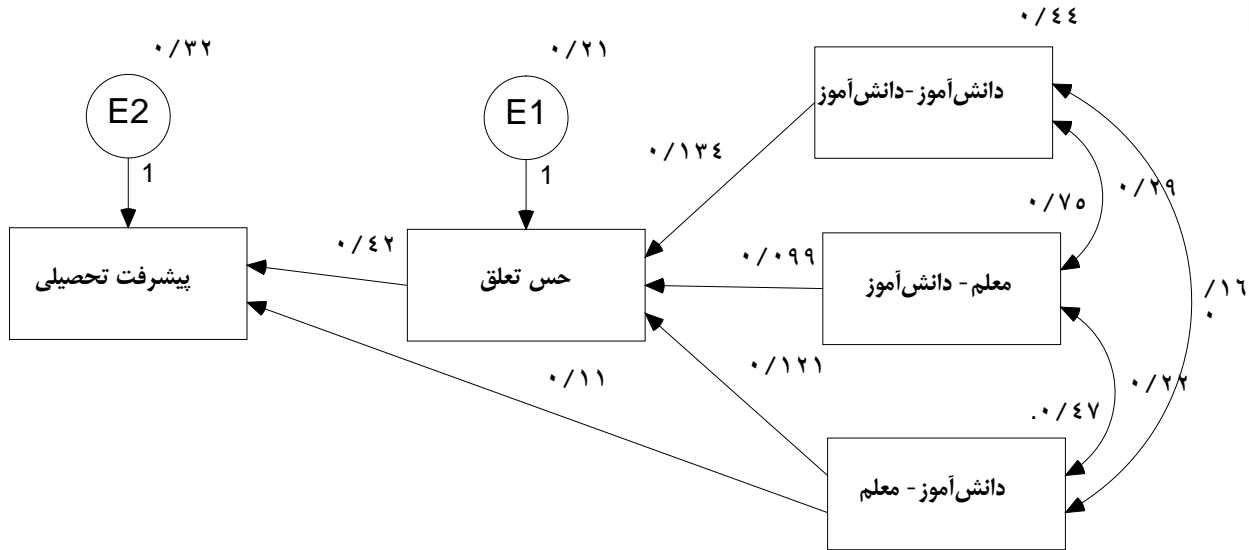 ۰/۴۴
۰/۳۲
۰/۲۱
E2
E1
دانش‌آموز-دانش‌آموز
1
1
۰/۱۳۴
۰/۲۹
۰/۷۵
۰/۴۲
۰/۰۹۹
پیشرفت تحصیلی
حس تعلق
معلم - دانش‌آموز
/۱۶
۰
۰/۱۱
۰/۱۲۱
۰/۲۲
.۰/۴۷
دانش‌آموز - معلم